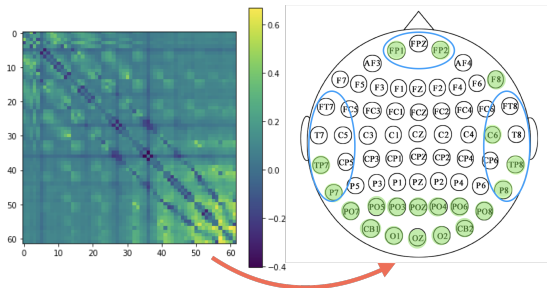 0
10
20
30
40
50
60
0 10 20 30 40 50 60
0.6
0.4
0.2
0.0
−0.2
−0.4
FP1 FPZ FP2
AF3 AF4
F7 F5 F3 F1 FZ F2 F4 F6 F8
FT7 FC5 FC3 FC1 FCZ FC2 FC4 FC6 FT8
T7 C5 C3 C1 CZ C2 C4 C6 T8
TP7 CP5 CP3 CP1 CPZ CP2 CP4 CP6 TP8
P7 P5 P3 P1 PZ P2 P4 P6 P8
PO7 PO5 PO3 POZ PO4 PO6 PO8
CB1 O1 OZ O2 CB2